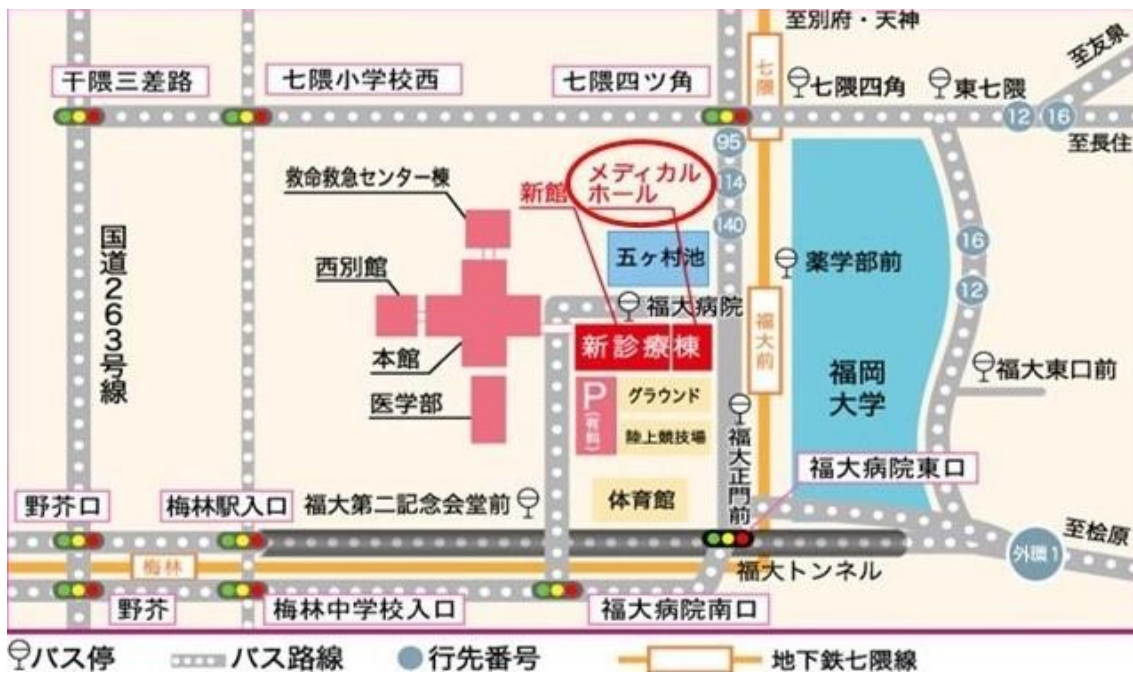 至別府・天神
至友泉
干隈三差路
七隈小学校西
七隈四ツ角
七隈
七隈四角
東七隈
12
16
至長住
95
救命救急センター棟
新館
メディカル
ホール
114
140
16
国道263号線
西別館
五ヶ村池
薬学部前
12
福大病院
本館
新診療棟
福大前
福岡
大学
福大東口前
医学部
P
(有料)
グラウンド
陸上競技場
福大正門前
福大病院東口
野芥口
梅林駅入口
福大第二記念会堂前
体育館
至桧原
外環1
梅林
福大トンネル
野芥
梅林中学校入口
福大病院南口
バス停
バス路線
行先番号
地下鉄七隈線